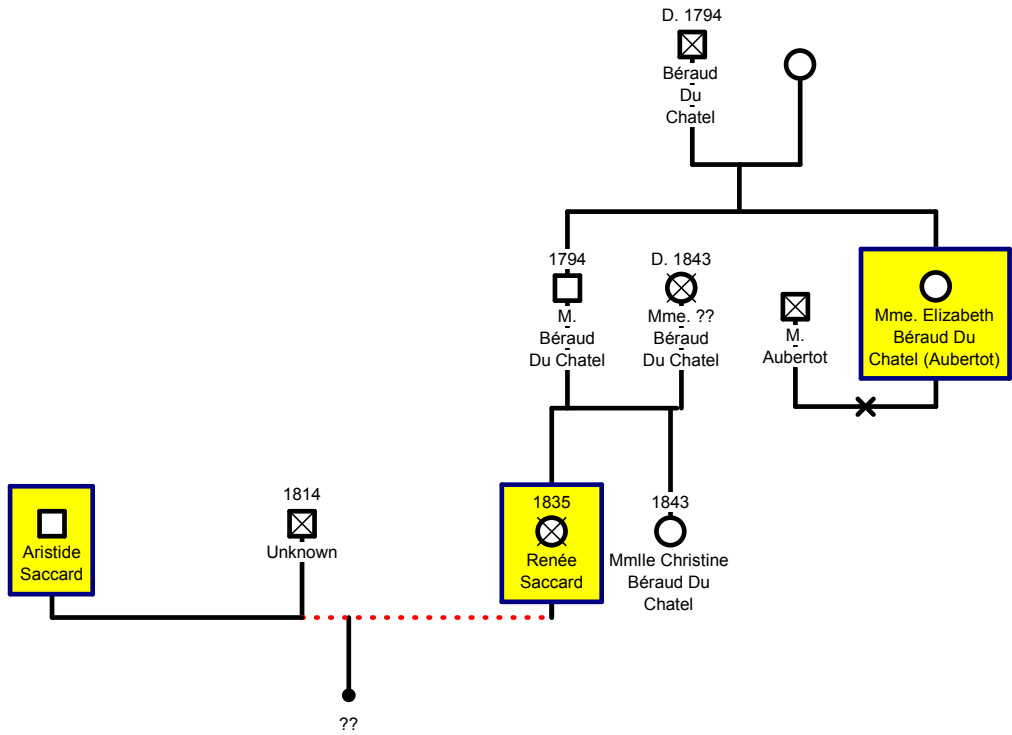 D. 1794
Béraud
Du
Chatel
1794
M.
Béraud
Du Chatel
D. 1843
Mme. ??
Béraud
Du Chatel
M.
Aubertot
Mme. Elizabeth
Béraud Du
Chatel (Aubertot)
Aristide
Saccard
1814
Unknown
1835
Renée
Saccard
1843
Mmlle Christine
Béraud Du
Chatel
??